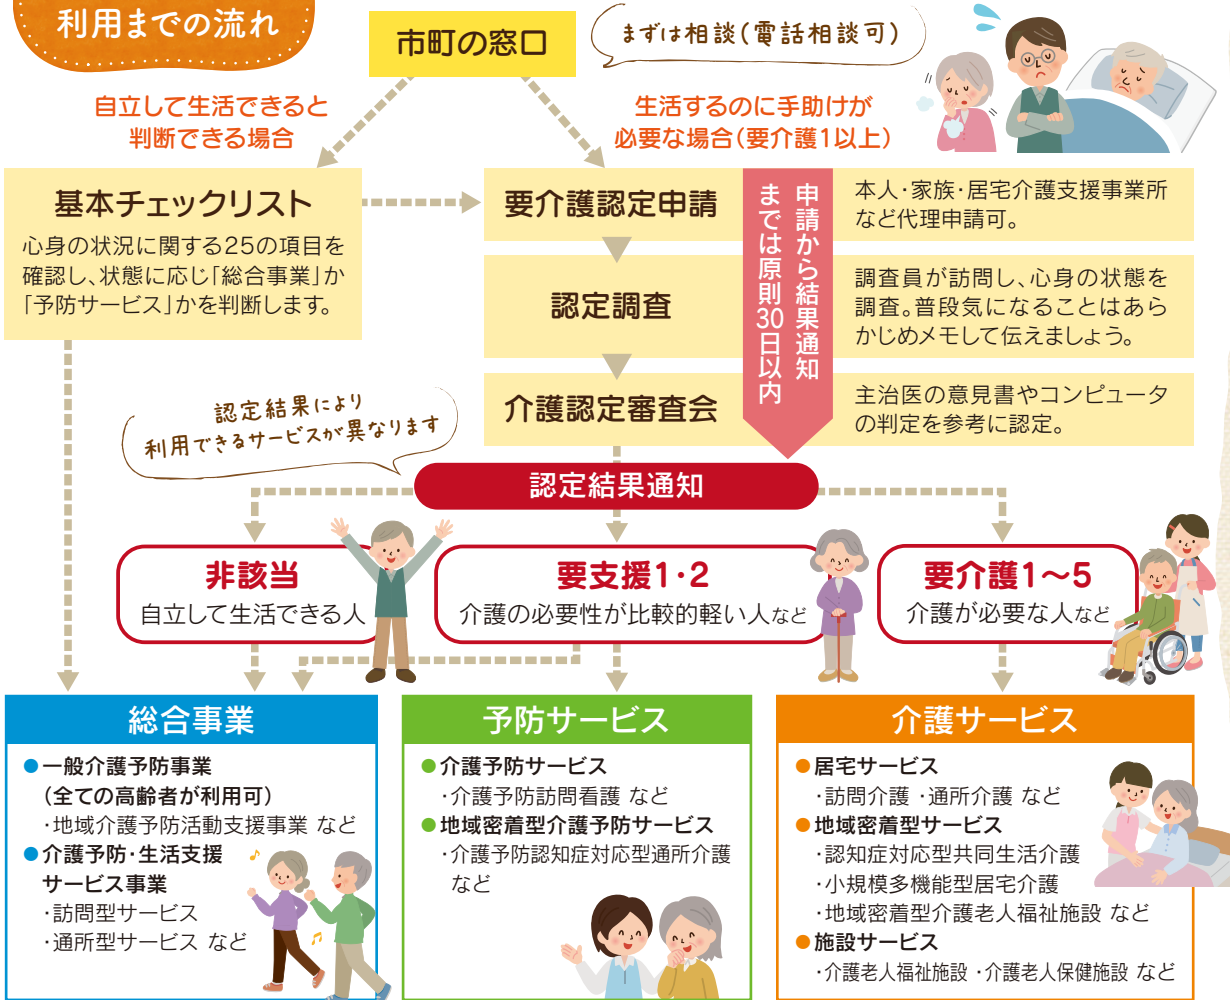 利用までの流れ
市町の窓口
まずは相談(電話相談可)
自立して生活できると
判断できる場合
生活するのに手助けが
必要な場合(要介護1以上)
基本チェックリスト
心身の状況に関する25の項目を
確認し、状態に応じ「総合事業」か
「予防サービス」かを判断します。
要介護認定申請
認定調査
介護認定審査会
申請から結果通知
までは原則30日以内
本人・家族・居宅介護支援事業所
など代理申請可。
調査員が訪問し、心身の状態を
調査。普段気になることはあら
かじめメモして伝えましょう。
主治医の意見書やコンピュータ
の判定を参考に認定。
認定結果により
利用できるサービスが異なります
認定結果通知
非該当
自立して生活できる人
要支援1・2
介護の必要性が比較的軽い人など
要介護1～5
介護が必要な人など
総合事業
●一般介護予防事業
(全ての高齢者が利用可)
・地域介護予防活動支援事業 など
●介護予防・生活支援
サービス事業
・訪問型サービス
・通所型サービス など
予防サービス
●介護予防サービス
・介護予防訪問看護 など
●地域密着型介護予防サービス
・介護予防認知症対応型通所介護
など
介護サービス
●居宅サービス
・訪問介護 ・通所介護 など
●地域密着型サービス
・認知症対応型共同生活介護
・小規模多機能型居宅介護
・地域密着型介護老人福祉施設 など
●施設サービス
・介護老人福祉施設 ・介護老人保健施設 など